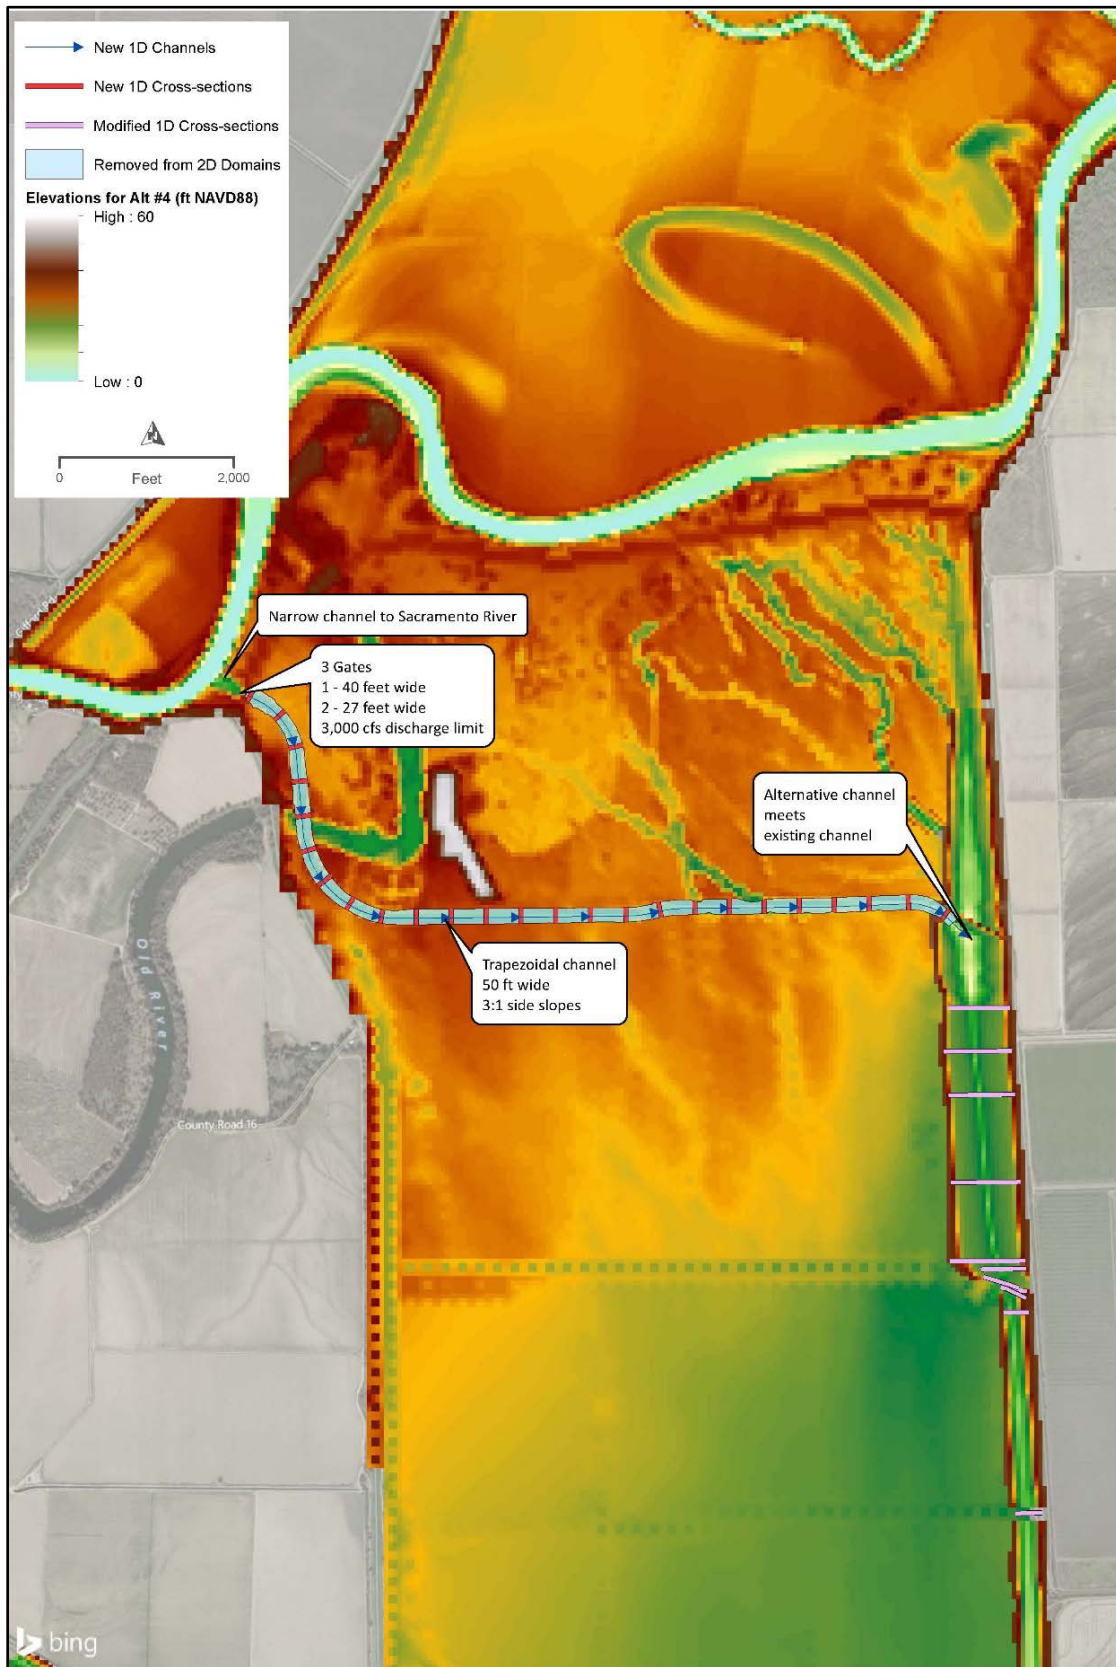 New 1D Channels
New 1D Cross-sections
Modified 1D Cross-sections
Removed from 2D Domains
Elevations for Alt #4 (ft NAVD88)
High : 60
Low : 0
N
0 2,000
Feet
Narrow channel to Sacramento River
3 Gates
1 - 40 feet wide
2 - 27 feet wide
3,000 cfs discharge limit
Alternative channel
meets
existing channel
Trapezoidal channel
50 ft wide
3:1 side slopes
Old River
County Road 16
bing